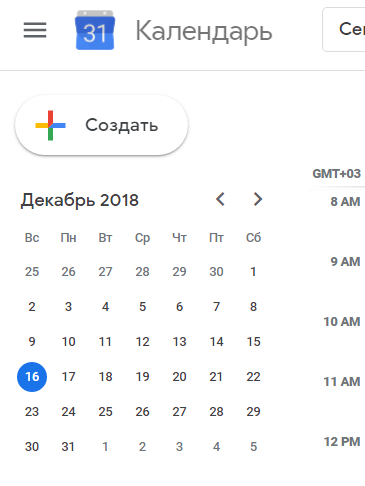 31 Календарь
Создать
Декабрь 2018
Вс Пн Вт Ср Чт Пт Сб
25 26 27 28 29 30 1
2 3 4 5 6 7 8
9 10 11 12 13 14 15
16 17 18 19 20 21 22
23 24 25 26 27 28 29
30 31 1 2 3 4 5
GMT+03
8 AM
9 AM
10 AM
11 AM
12 PM